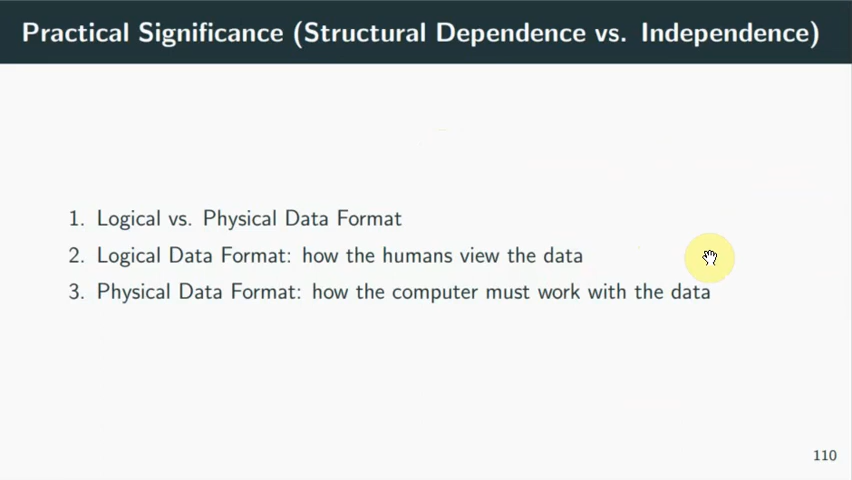 Practical Significance (Structural Dependence vs. Independence)
1. Logical vs. Physical Data Format
2. Logical Data Format: how the humans view the data
3. Physical Data Format: how the computer must work with the data
110